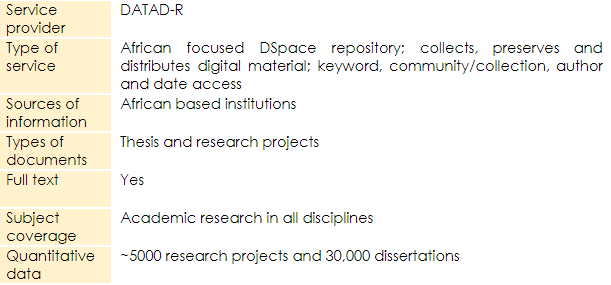 Service provider DATAD-R
Type of service African focused DSpace repository; collects, preserves and
distributes digital material; keyword, community/collection, author
and date access
Sources of information African based institutions
Types of documents Thesis and research projects
Full text Yes
Subject coverage Academic research in all disciplines
Quantitative data ~5000 research projects and 30,000 dissertations